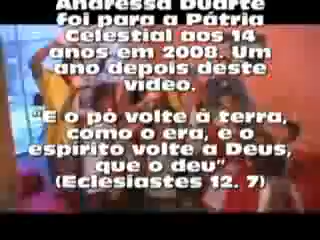 Andressa Duarte
foi para a Pátria
Celestial aos 14
anos em 2008. Um
ano depois deste
vídeo.
"E o pó volte à terra,
como o era, e o
espírito volte a Deus,
que o deu"
(Eclesiastes 12. 7)